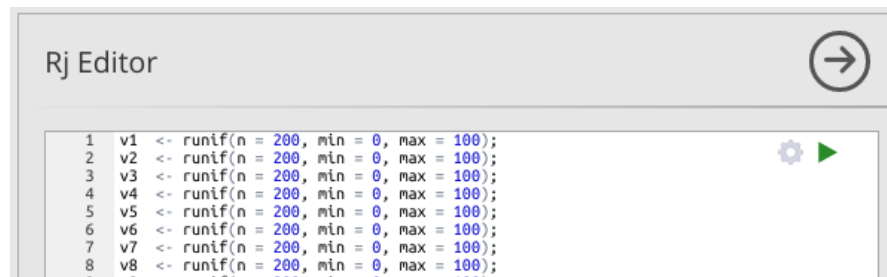 Rj Editor
1 v1 <- runif(n = 200, min = 0, max = 100);
2 v2 <- runif(n = 200, min = 0, max = 100);
3 v3 <- runif(n = 200, min = 0, max = 100);
4 v4 <- runif(n = 200, min = 0, max = 100);
5 v5 <- runif(n = 200, min = 0, max = 100);
6 v6 <- runif(n = 200, min = 0, max = 100);
7 v7 <- runif(n = 200, min = 0, max = 100);
8 v8 <- runif(n = 200, min = 0, max = 100);